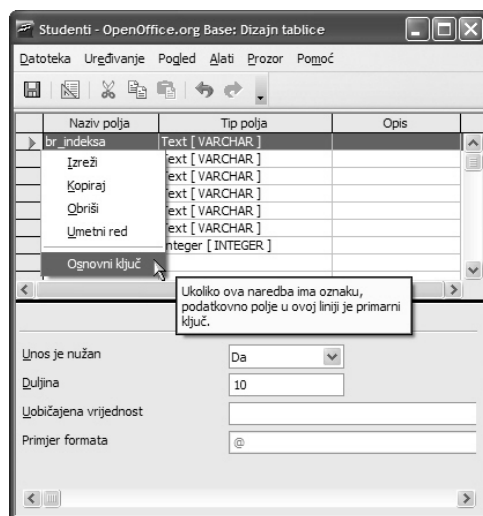 Studenti - OpenOffice.org Base: Dizajn tablice
Datoteka Uređivanje Pogled Alati Prozor Pomoć
Naziv polja Tip polja Opis
br_indeksa Text [ VARCHAR ]
Izreži ext [ VARCHAR ]
ext [ VARCHAR ]
Kopiraj ext [ VARCHAR ]
Obriši ext [ VARCHAR ]
Umetni red ext [ VARCHAR ]
nteger [ INTEGER ]
Osnovni ključ
Ukoliko ova naredba ima oznaku,
podatkovno polje u ovoj liniji je primarni
ključ.
Unos je nužan Da
Duljina 10
Uobičajena vrijednost
Primjer formata @